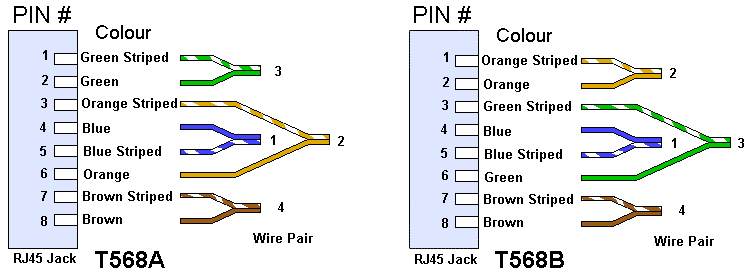 PIN #
Colour
1 Green Striped
2 Green
3
3 Orange Striped
4 Blue
1
2
5 Blue Striped
6 Orange
7 Brown Striped
4
8 Brown
Wire Pair
RJ45 Jack
T568A
PIN #
Colour
1 Orange Striped
2
2 Orange
3 Green Striped
4 Blue
1
3
5 Blue Striped
6 Green
7 Brown Striped
4
8 Brown
Wire Pair
RJ45 Jack
T568B